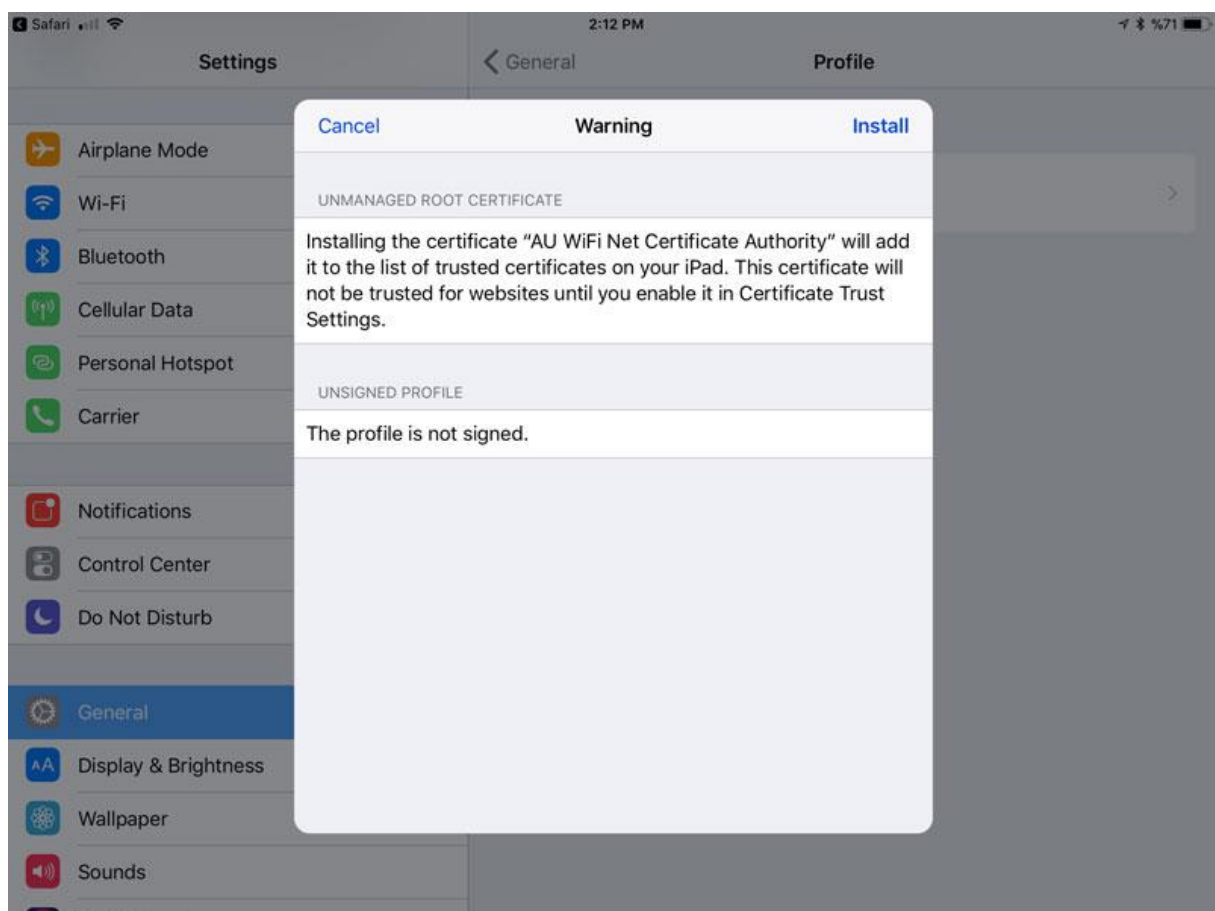 Safari
2:12 PM
%71
Settings
General
Profile
Cancel
Warning
Install
Airplane Mode
Wi-Fi
Bluetooth
Cellular Data
Personal Hotspot
Carrier
Notifications
Control Center
Do Not Disturb
General
AA Display & Brightness
Wallpaper
Sounds
UNMANAGED ROOT CERTIFICATE
Installing the certificate “AU WiFi Net Certificate Authority” will add
it to the list of trusted certificates on your iPad. This certificate will
not be trusted for websites until you enable it in Certificate Trust
Settings.
UNSIGNED PROFILE
The profile is not signed.